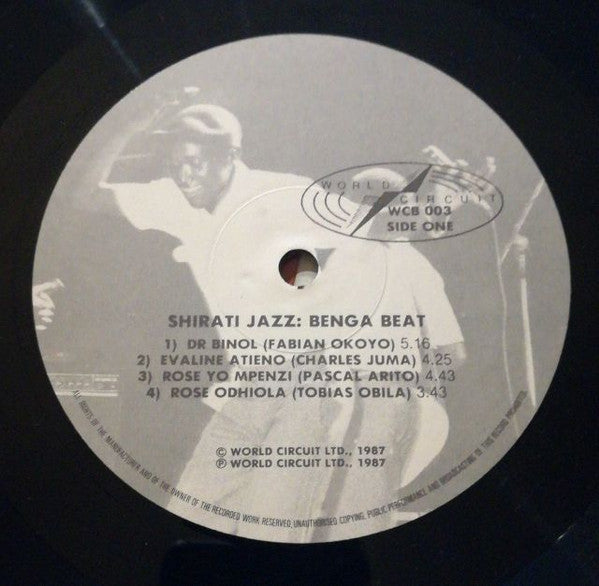 WORLD CIRCUIT
WCB 003
SIDE ONE
SHIRATI JAZZ: BENGA BEAT
1) DR BINOL (FABIAN OKOYO) 5.16
2) EVALINE ATIENO (CHARLES JUMA) 4.25
3) ROSE YO MPENZI (PASCAL ARITO) 4.43
4) ROSE ODHIOLA (TOBIAS OBILA) 3.43
© WORLD CIRCUIT LTD., 1987
℗ WORLD CIRCUIT LTD., 1987
ALL RIGHTS OF THE MANUFACTURER AND OF THE OWNER OF THE RECORDED WORK RESERVED. UNAUTHORISED COPYING, PUBLIC PERFORMANCE AND BROADCASTING OF THIS RECORD PROHIBITED.